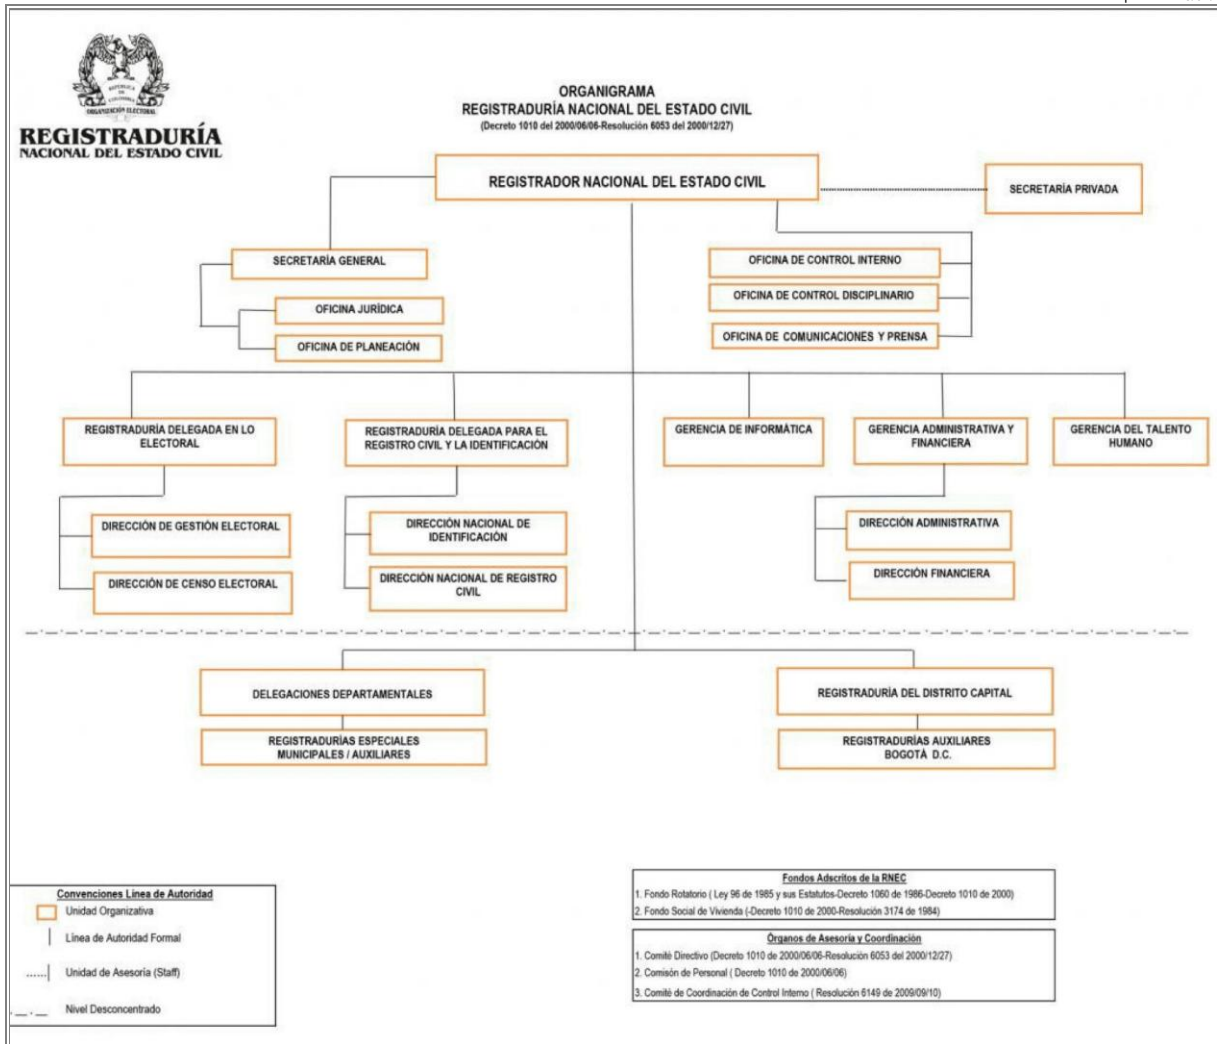 REPUBLICA
DE
COLOMBIA
ORGANIZACIÓN ELECTORAL
REGISTRADURÍA
NACIONAL DEL ESTADO CIVIL
ORGANIGRAMA
REGISTRADURÍA NACIONAL DEL ESTADO CIVIL
(Decreto 1010 del 2000/06/06-Resolución 6053 del 2000/12/27)
REGISTRADOR NACIONAL DEL ESTADO CIVIL
SECRETARÍA PRIVADA
SECRETARÍA GENERAL
OFICINA JURÍDICA
OFICINA DE PLANEACIÓN
OFICINA DE CONTROL INTERNO
OFICINA DE CONTROL DISCIPLINARIO
OFICINA DE COMUNICACIONES Y PRENSA
REGISTRADURÍA DELEGADA EN LO
ELECTORAL
REGISTRADURÍA DELEGADA PARA EL
REGISTRO CIVIL Y LA IDENTIFICACIÓN
GERENCIA DE INFORMÁTICA
GERENCIA ADMINISTRATIVA Y
FINANCIERA
GERENCIA DEL TALENTO
HUMANO
DIRECCIÓN DE GESTIÓN ELECTORAL
DIRECCIÓN DE CENSO ELECTORAL
DIRECCIÓN NACIONAL DE
IDENTIFICACIÓN
DIRECCIÓN NACIONAL DE REGISTRO
CIVIL
DIRECCIÓN ADMINISTRATIVA
DIRECCIÓN FINANCIERA
DELEGACIONES DEPARTAMENTALES
REGISTRADURÍAS ESPECIALES
MUNICIPALES / AUXILIARES
REGISTRADURÍA DEL DISTRITO CAPITAL
REGISTRADURÍAS AUXILIARES
BOGOTÁ D.C.
Convenciones Línea de Autoridad
Unidad Organizativa
Línea de Autoridad Formal
Unidad de Asesoría (Staff)
Nivel Desconcentrado
Fondos Adscritos de la RNEC
1. Fondo Rotatorio ( Ley 96 de 1985 y sus Estatutos-Decreto 1060 de 1986-Decreto 1010 de 2000)
2. Fondo Social de Vivienda (-Decreto 1010 de 2000-Resolución 3174 de 1984)
Órganos de Asesoría y Coordinación
1. Comité Directivo (Decreto 1010 de 2000/06/06-Resolución 6053 del 2000/12/27)
2. Comisón de Personal ( Decreto 1010 de 2000/06/06)
3. Comité de Coordinación de Control Interno ( Resolución 6149 de 2009/09/10)